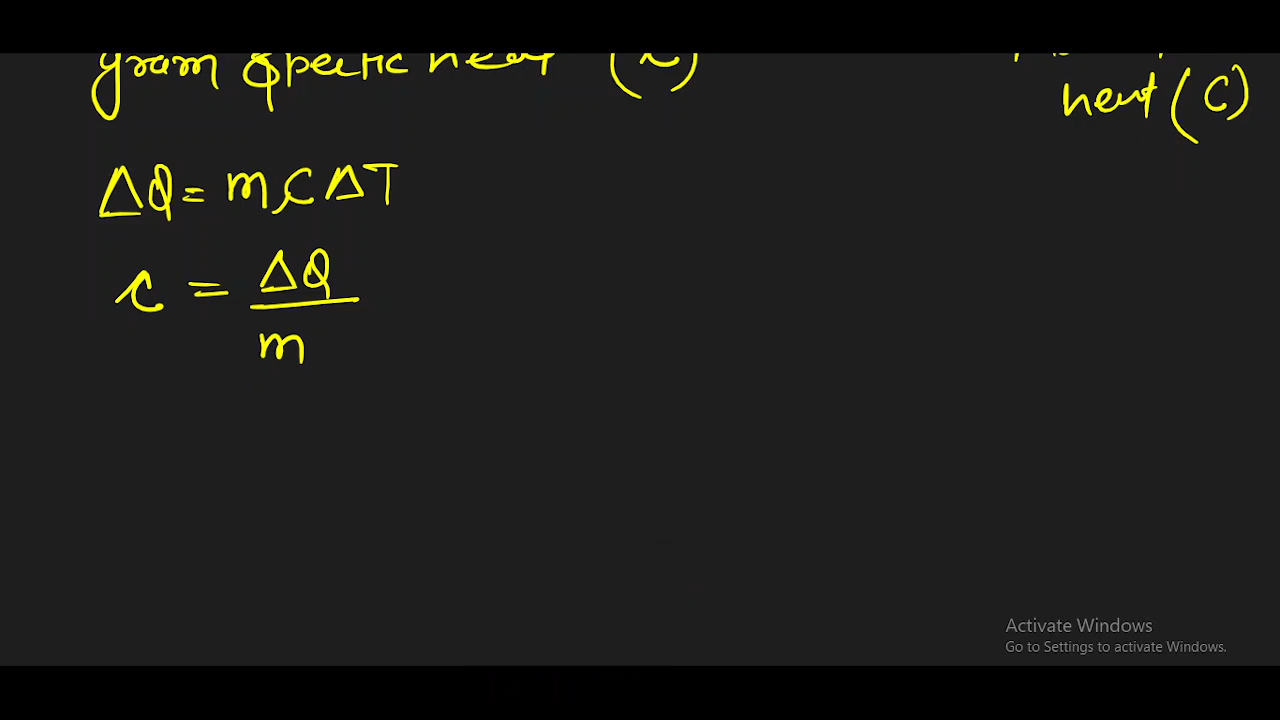 gram specific heat (c)
heat (C)
ΔQ = mcΔT
c = ΔQ
m
Activate Windows
Go to Settings to activate Windows.